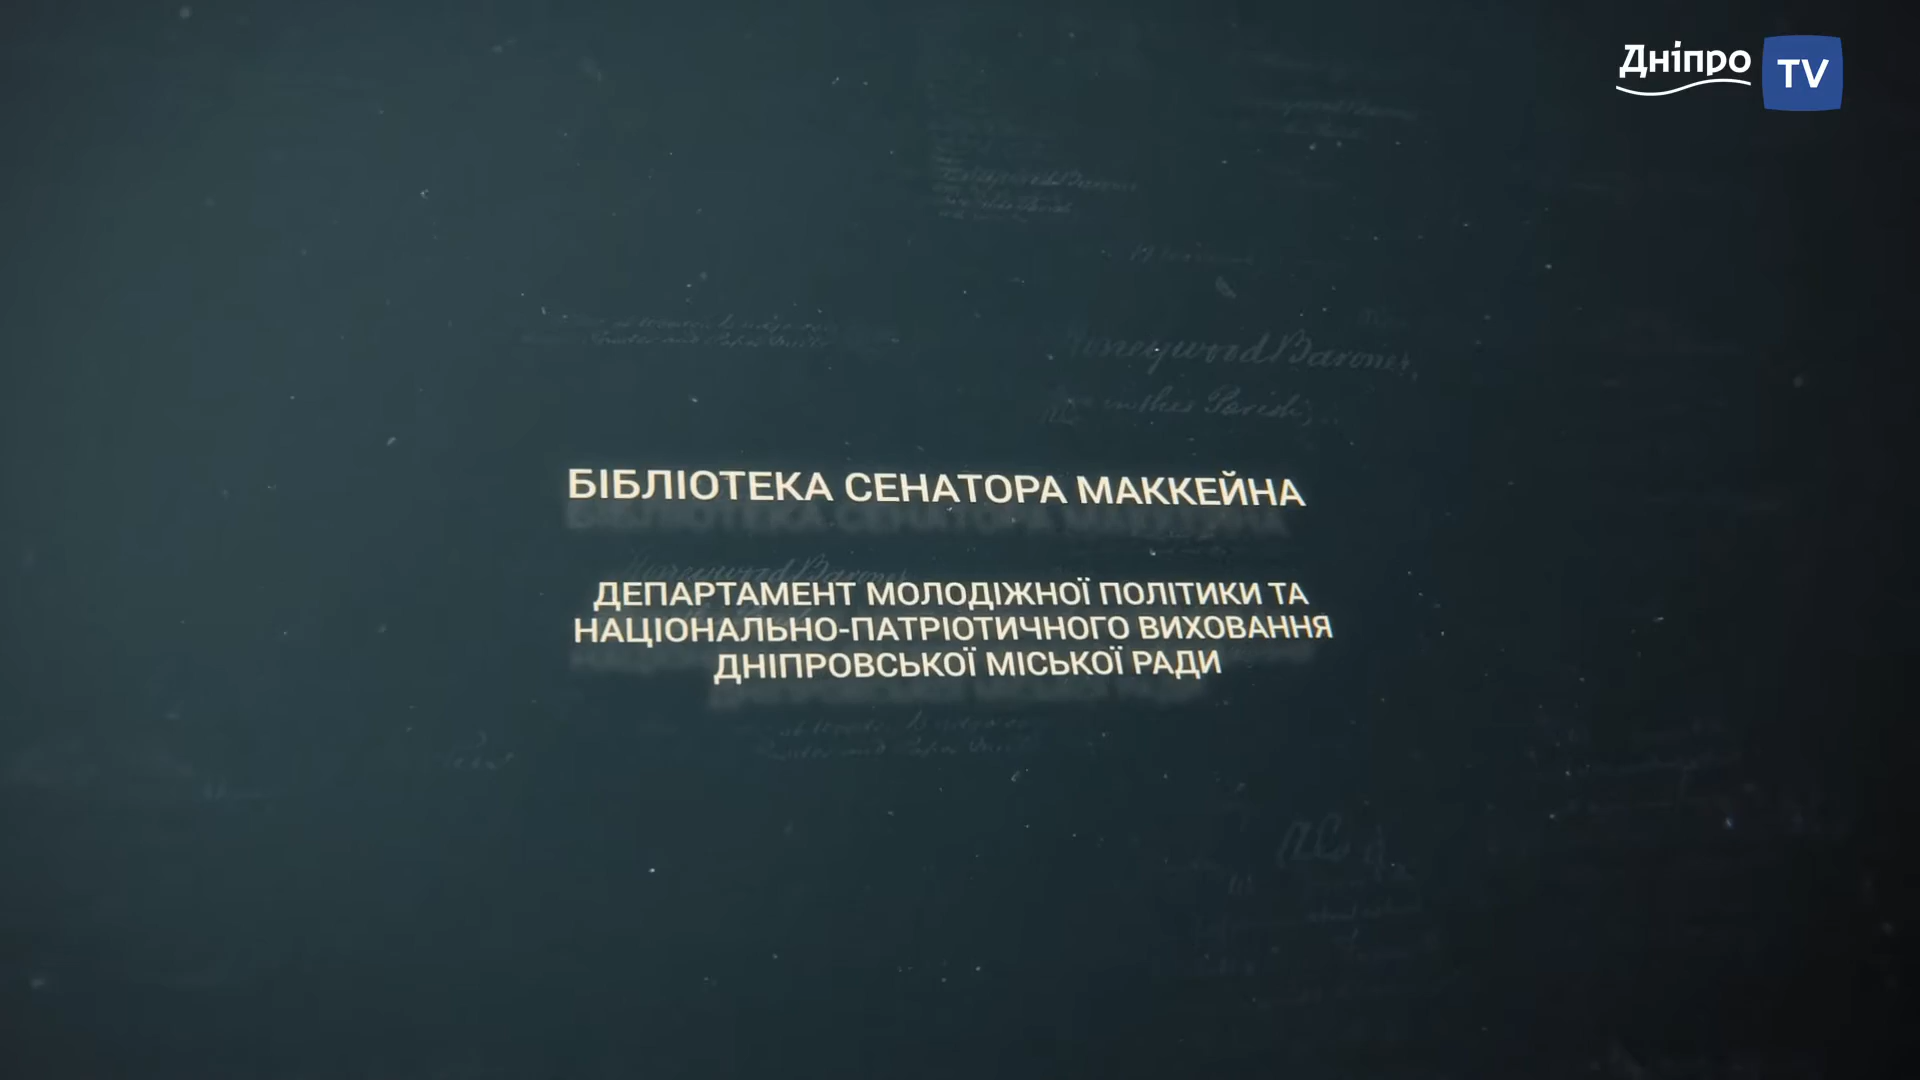 Дніпро TV
БІБЛІОТЕКА СЕНАТОРА МАККЕЙНА
ДЕПАРТАМЕНТ МОЛОДІЖНОЇ ПОЛІТИКИ ТА
НАЦІОНАЛЬНО-ПАТРІОТИЧНОГО ВИХОВАННЯ
ДНІПРОВСЬКОЇ МІСЬКОЇ РАДИ